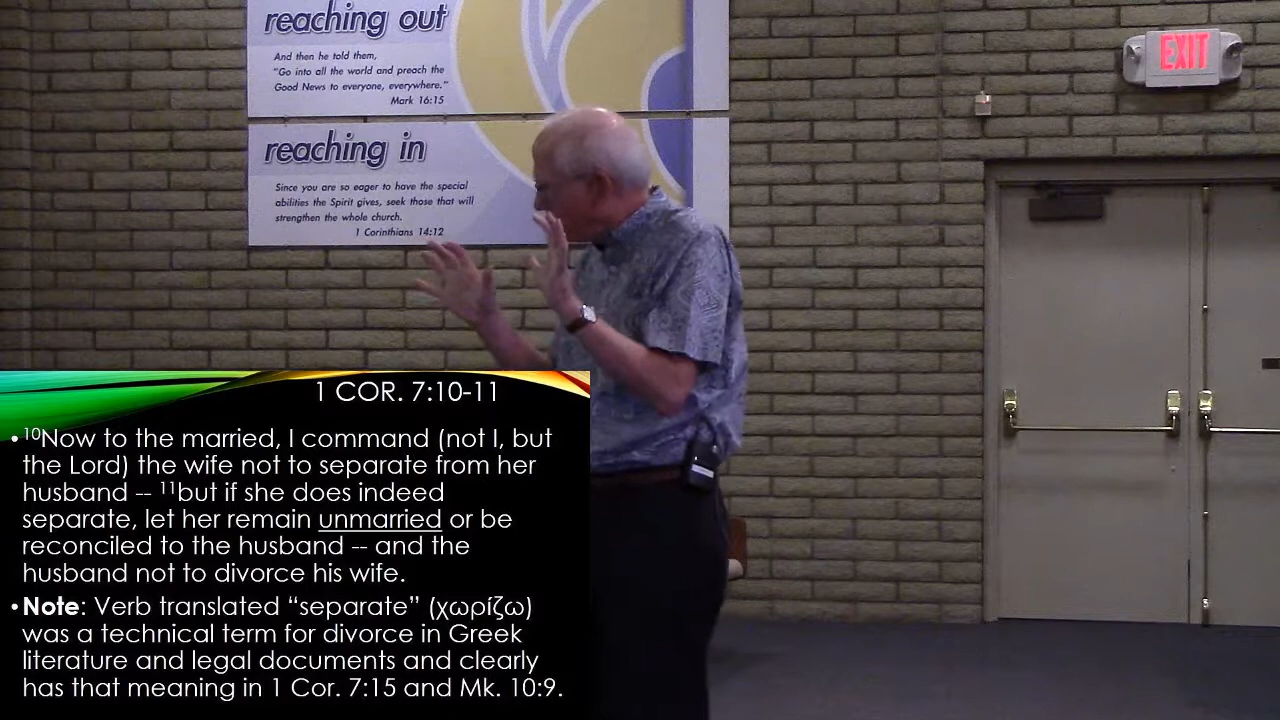 reaching out
And then he told them,
"Go into all the world and preach the
Good News to everyone, everywhere."
Mark 16:15
reaching in
Since you are so eager to have the special
abilities the Spirit gives, seek those that will
strengthen the whole church.
1 Corinthians 14:12
EXIT
1 COR. 7:10-11
• 10Now to the married, I command (not I, but
the Lord) the wife not to separate from her
husband -- 11but if she does indeed
separate, let her remain unmarried or be
reconciled to the husband -- and the
husband not to divorce his wife.
• Note: Verb translated “separate” (χωρίζω)
was a technical term for divorce in Greek
literature and legal documents and clearly
has that meaning in 1 Cor. 7:15 and Mk. 10:9.